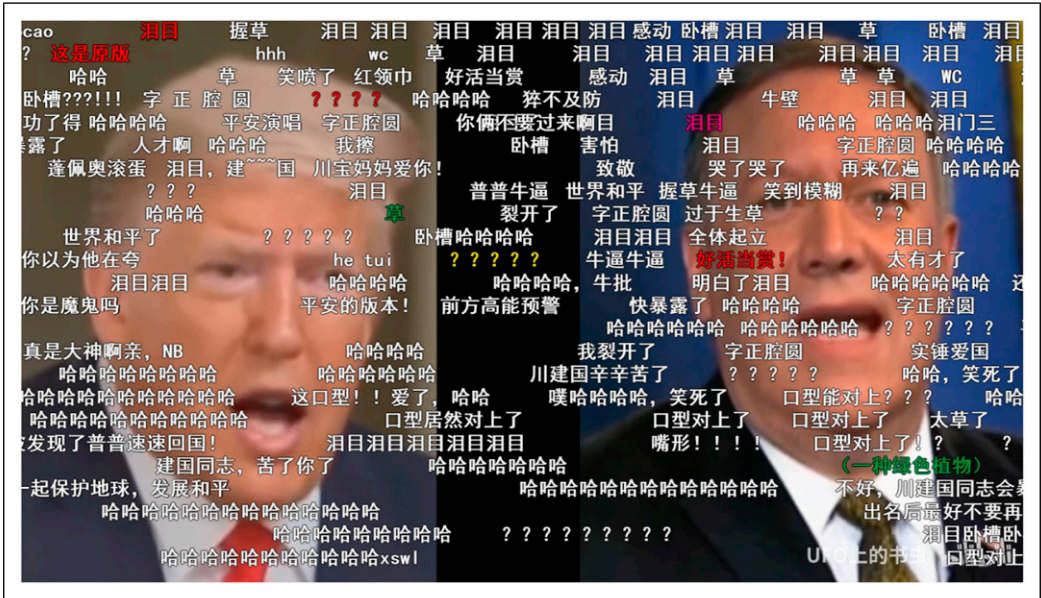 cao 泪目 握草 泪目 泪目 泪目 泪目 泪目 泪目 感动 卧槽 泪目 泪目 草 卧槽 泪目
? 这是原版 hhh wc 草 泪目 泪目 泪目 泪目 泪目 泪目 泪目 泪目
哈哈 草 笑喷了 红领巾 好活当赏 感动 泪目 草 草 草 WC
卧槽???!!! 字 正 腔 圆 ???? 哈哈哈哈 猝不及防 泪目 牛壁 泪目 泪目
功了得 哈哈哈哈 平安演唱 字正腔圆 你俩不要过来啊 泪目 哈哈哈 哈哈哈 泪门三
暴露了 人才啊 哈哈哈 我擦 卧槽 害怕 泪目 字正腔圆 哈哈哈哈
蓬佩奥滚蛋 泪目，建~~~国 川宝妈妈爱你！ 致敬 哭了哭了 再来亿遍 哈哈哈哈
??? 泪目 普普牛逼 世界和平 握草牛逼 笑到模糊 泪目
哈哈哈 草 裂开了 字正腔圆 过于生草 ??
世界和平了 ????? 卧槽哈哈哈哈 泪目泪目 全体起立 泪目
你以为他在夸 he tui ????? 牛逼牛逼 好活当赏！ 太有才了
泪目泪目 哈哈哈哈 哈哈哈哈，牛批 明白了泪目 哈哈哈哈哈哈 还
你是魔鬼吗 平安的版本！ 前方高能预警 快暴露了 哈哈哈哈 字正腔圆
哈哈哈哈哈哈 哈哈哈哈哈哈 ??????
真是大神啊亲，NB 哈哈哈哈 我裂开了 字正腔圆 实锤爱国
哈哈哈哈哈哈哈哈 哈哈哈哈哈哈 川建国辛辛苦了 ????? 哈哈，笑死了
哈哈哈哈哈哈哈哈哈哈哈 这口型！！爱了，哈哈 噗哈哈哈哈，笑死了 口型能对上??? 哈哈
哈哈哈哈哈哈哈哈哈哈哈 口型居然对上了 口型对上了 口型对上了 太草了
发现了普普速速回国！ 泪目泪目泪目泪目泪目 嘴形！！！！ 口型对上了！? ?
建国同志，苦了你了 哈哈哈哈哈哈哈 （一种绿色植物）
一起保护地球，发展和平 哈哈哈哈哈哈哈哈哈哈哈哈哈 不好，川建国同志会暴
哈哈哈哈哈哈哈哈哈哈哈哈哈哈 出名后最好不要再
哈哈哈哈哈哈哈哈哈 ????????? 泪目卧槽卧
哈哈哈哈哈哈哈哈哈哈哈xswl UFO上的书虫 口型对上